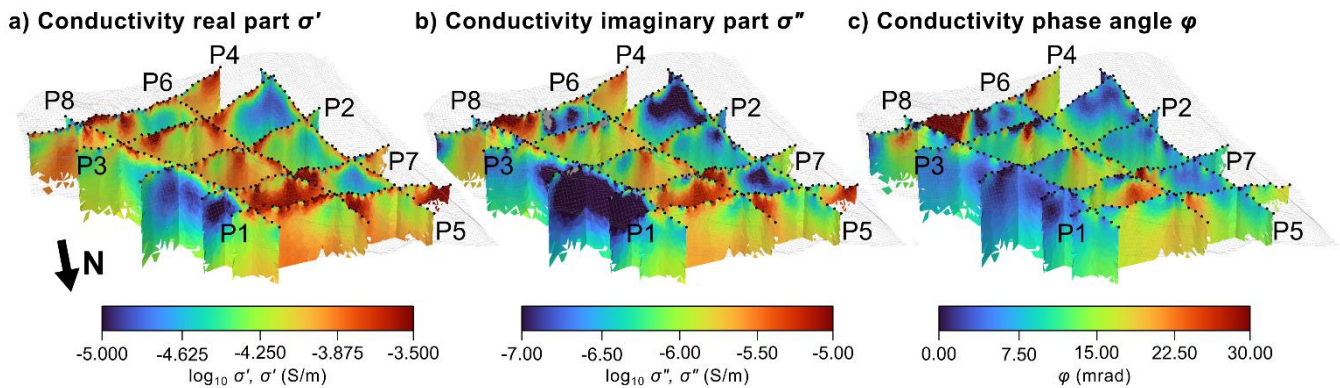 a) Conductivity real part σ′
b) Conductivity imaginary part σ″
c) Conductivity phase angle φ
P4
P6
P8
P2
P7
P3
P1
P5
N
P4
P6
P8
P2
P7
P3
P1
P5
P4
P6
P8
P2
P7
P3
P1
P5
-5.000 -4.625 -4.250 -3.875 -3.500
log₁₀ σ′, σ′ (S/m)
-7.00 -6.50 -6.00 -5.50 -5.00
log₁₀ σ″, σ″ (S/m)
0.00 7.50 15.00 22.50 30.00
φ (mrad)